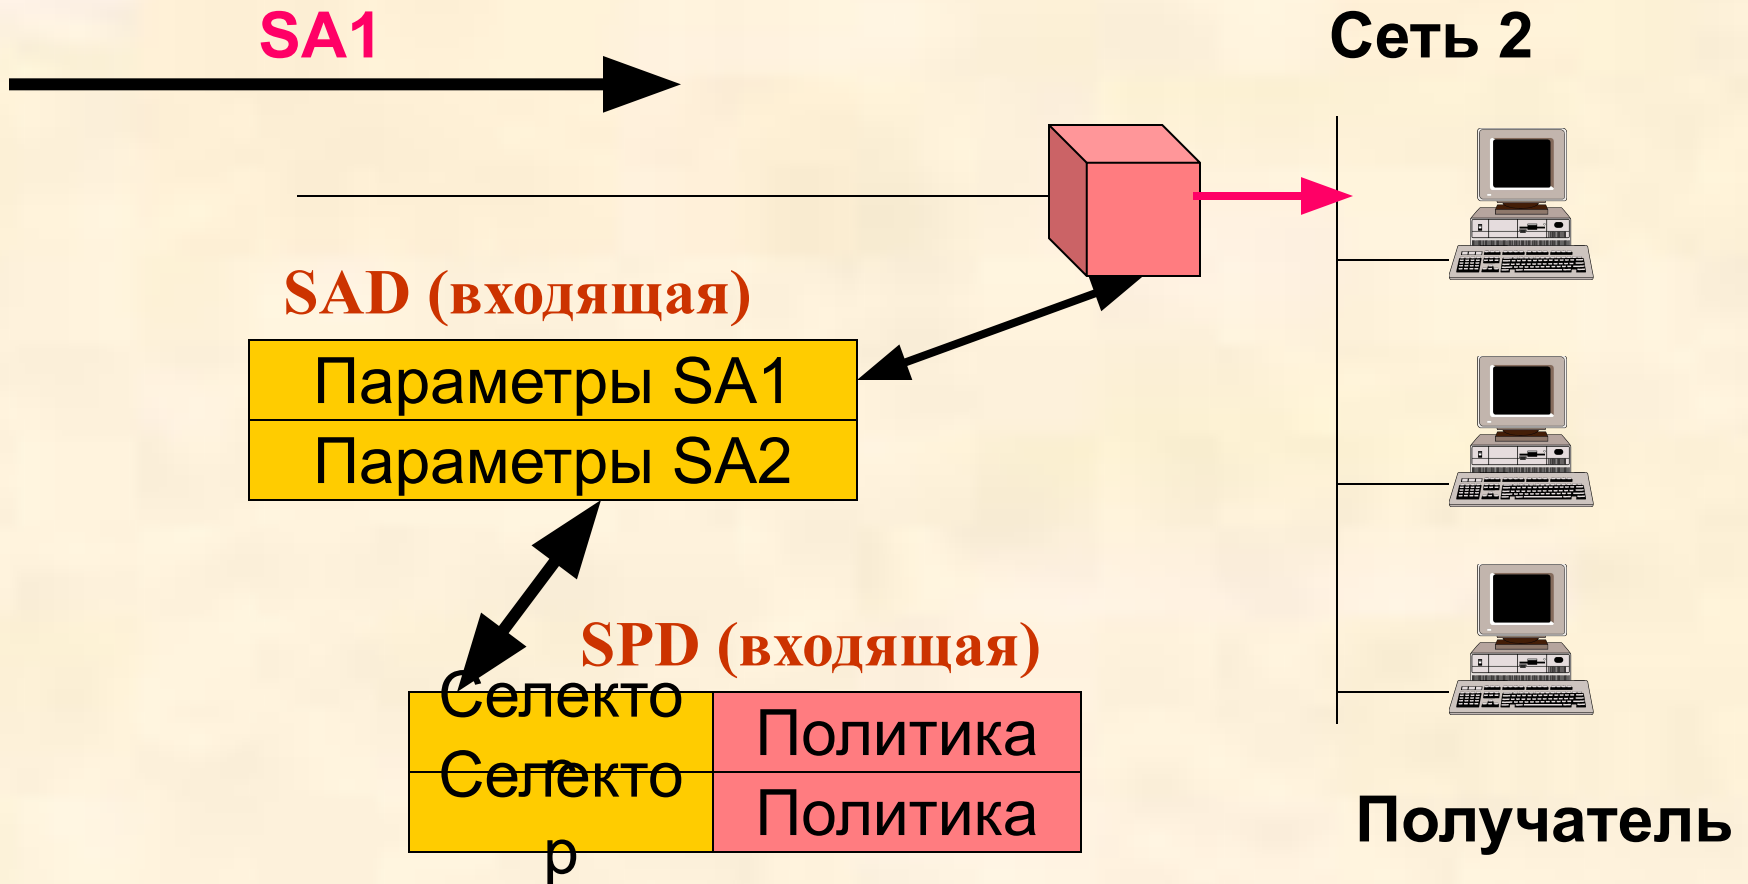 SA1
Сеть 2
SAD (входящая)
Параметры SA1
Параметры SA2
SPD (входящая)
Селекто
р
Политика
Селекто
р
Политика
Получатель